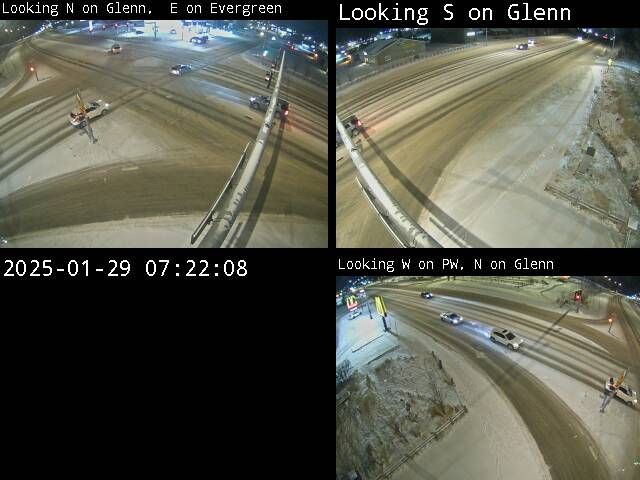 Looking N on Glenn,  E on Evergreen
Looking S on Glenn
2025-01-29 07:22:08
Looking W on PW, N on Glenn